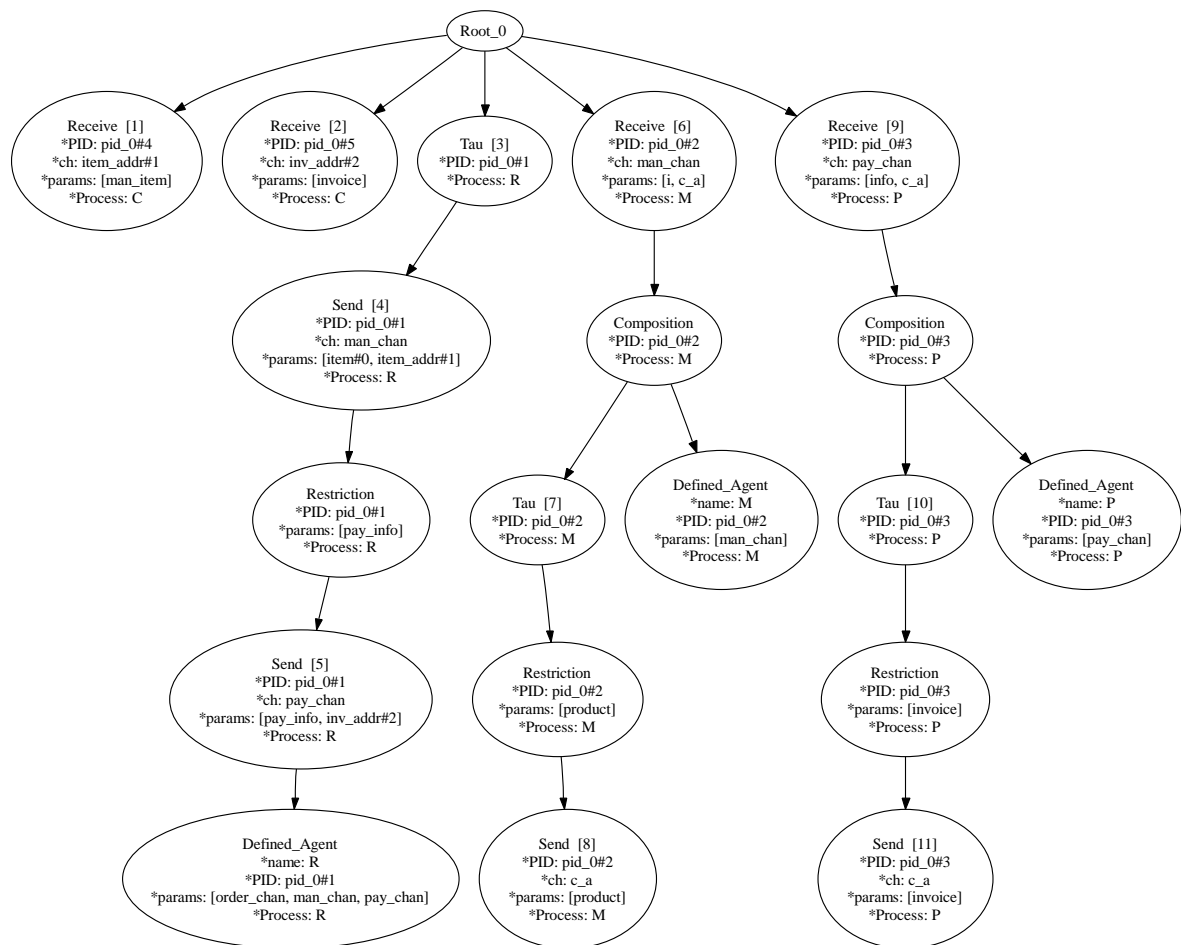 Root_0
Receive [1]
*PID: pid_0#4
*ch: item_addr#1
*params: [man_item]
*Process: C
Receive [2]
*PID: pid_0#5
*ch: inv_addr#2
*params: [invoice]
*Process: C
Tau [3]
*PID: pid_0#1
*Process: R
Receive [6]
*PID: pid_0#2
*ch: man_chan
*params: [i, c_a]
*Process: M
Receive [9]
*PID: pid_0#3
*ch: pay_chan
*params: [info, c_a]
*Process: P
Send [4]
*PID: pid_0#1
*ch: man_chan
*params: [item#0, item_addr#1]
*Process: R
Composition
*PID: pid_0#2
*Process: M
Composition
*PID: pid_0#3
*Process: P
Restriction
*PID: pid_0#1
*params: [pay_info]
*Process: R
Tau [7]
*PID: pid_0#2
*Process: M
Defined_Agent
*name: M
*PID: pid_0#2
*params: [man_chan]
*Process: M
Tau [10]
*PID: pid_0#3
*Process: P
Defined_Agent
*name: P
*PID: pid_0#3
*params: [pay_chan]
*Process: P
Send [5]
*PID: pid_0#1
*ch: pay_chan
*params: [pay_info, inv_addr#2]
*Process: R
Restriction
*PID: pid_0#2
*params: [product]
*Process: M
Restriction
*PID: pid_0#3
*params: [invoice]
*Process: P
Defined_Agent
*name: R
*PID: pid_0#1
*params: [order_chan, man_chan, pay_chan]
*Process: R
Send [8]
*PID: pid_0#2
*ch: c_a
*params: [product]
*Process: M
Send [11]
*PID: pid_0#3
*ch: c_a
*params: [invoice]
*Process: P